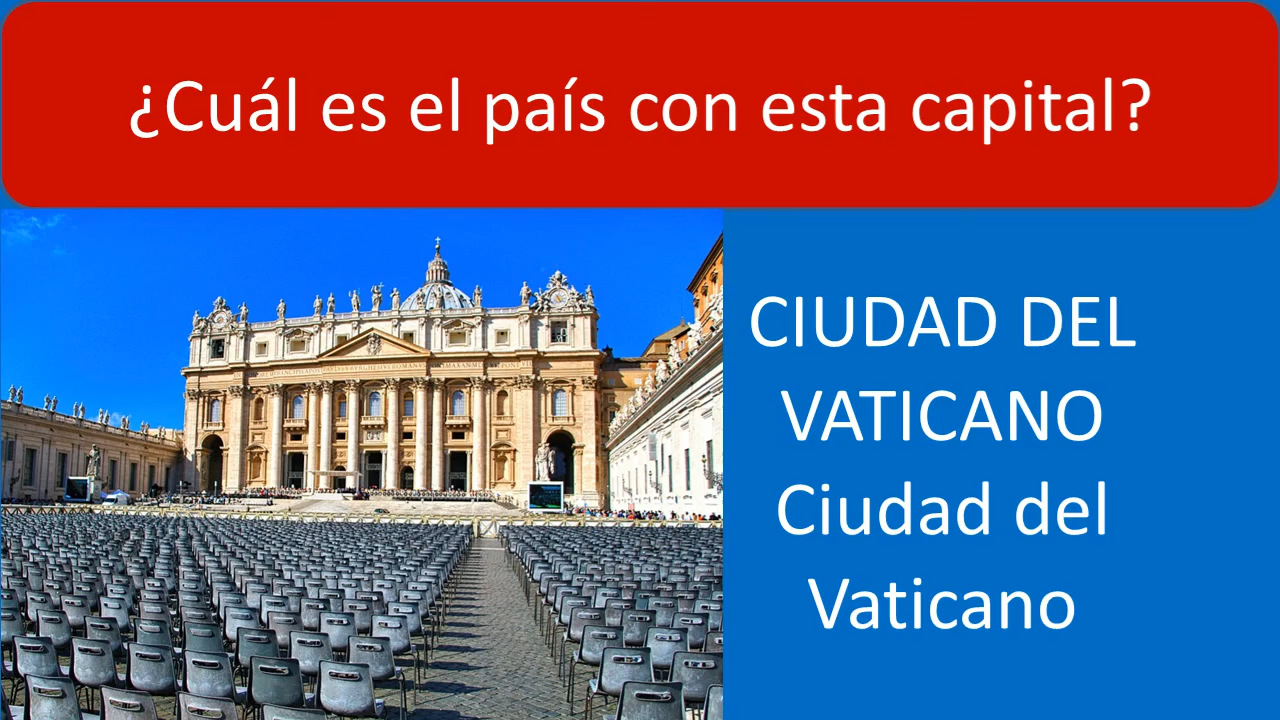 ¿Cuál es el país con esta capital?
CIUDAD DEL
VATICANO
Ciudad del
Vaticano